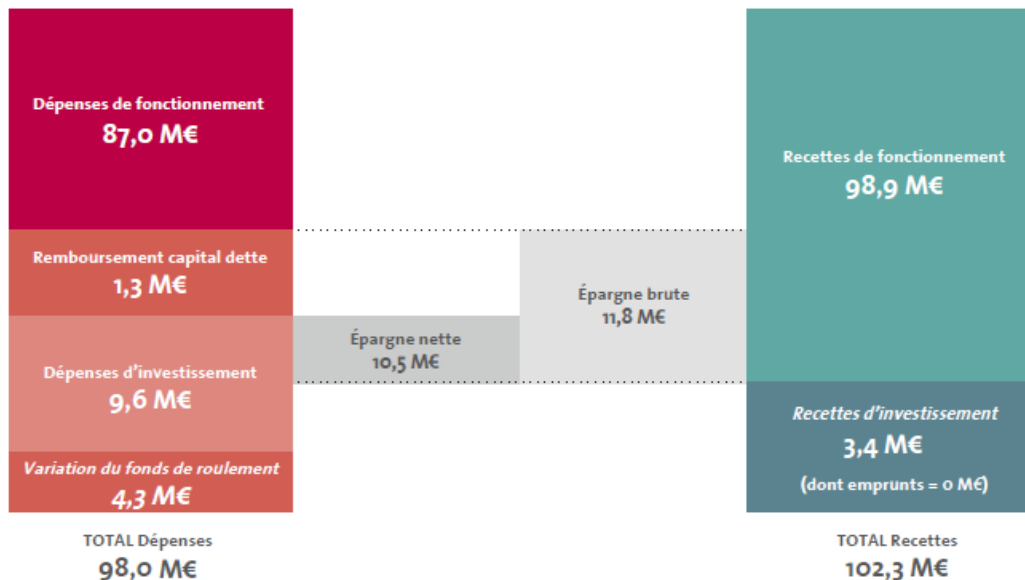 Dépenses de fonctionnement
87,0 M€
Remboursement capital dette
1,3 M€
Dépenses d'investissement
9,6 M€
Variation du fonds de roulement
4,3 M€
TOTAL Dépenses
98,0 M€
Épargne nette
10,5 M€
Épargne brute
11,8 M€
Recettes de fonctionnement
98,9 M€
Recettes d'investissement
3,4 M€
(dont emprunts = 0 M€)
TOTAL Recettes
102,3 M€